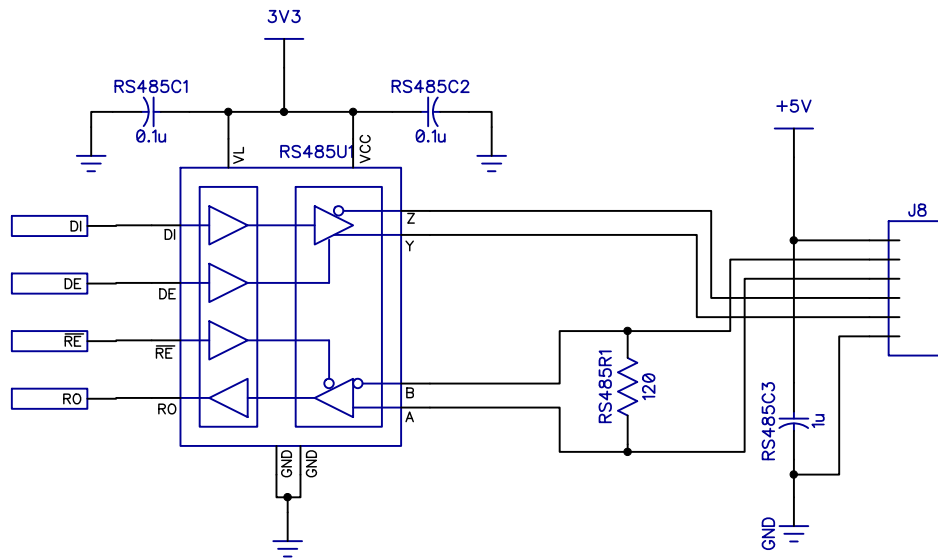 3V3
RS485C1
0.1u
RS485C2
0.1u
+5V
VL
RS485U1
VCC
J8
DI
DI
Z
Y
DE
DE
RE
RE
RO
RO
B
A
RS485R1
120
RS485C3
1u
GND
GND
GND